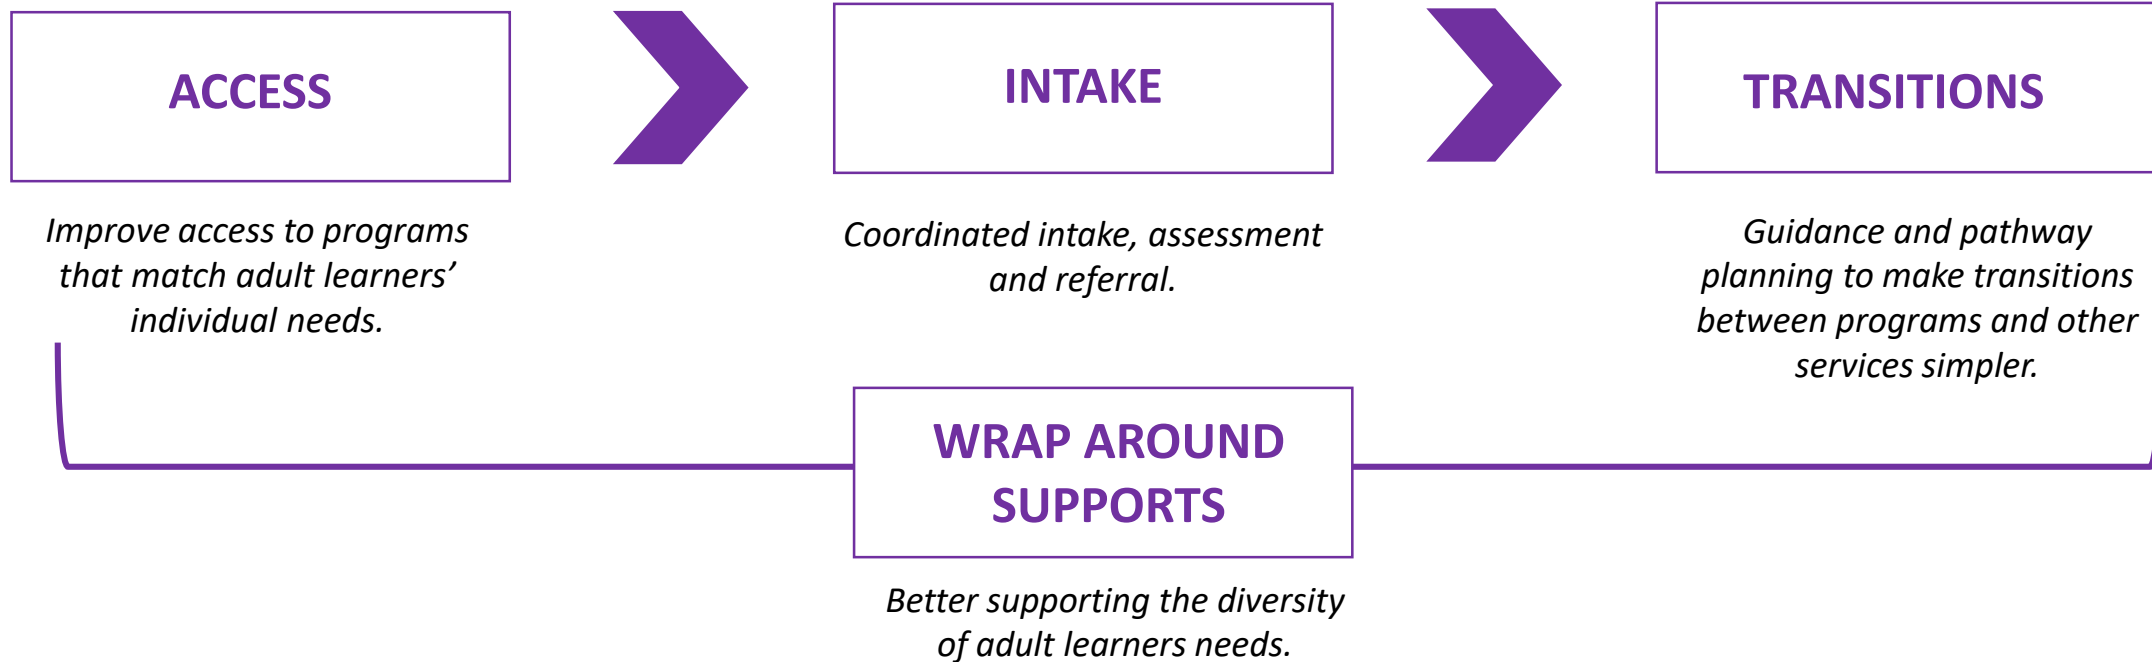 ACCESS
Improve access to programs
that match adult learners’
individual needs.
INTAKE
Coordinated intake, assessment
and referral.
TRANSITIONS
Guidance and pathway
planning to make transitions
between programs and other
services simpler.
WRAP AROUND
SUPPORTS
Better supporting the diversity
of adult learners needs.